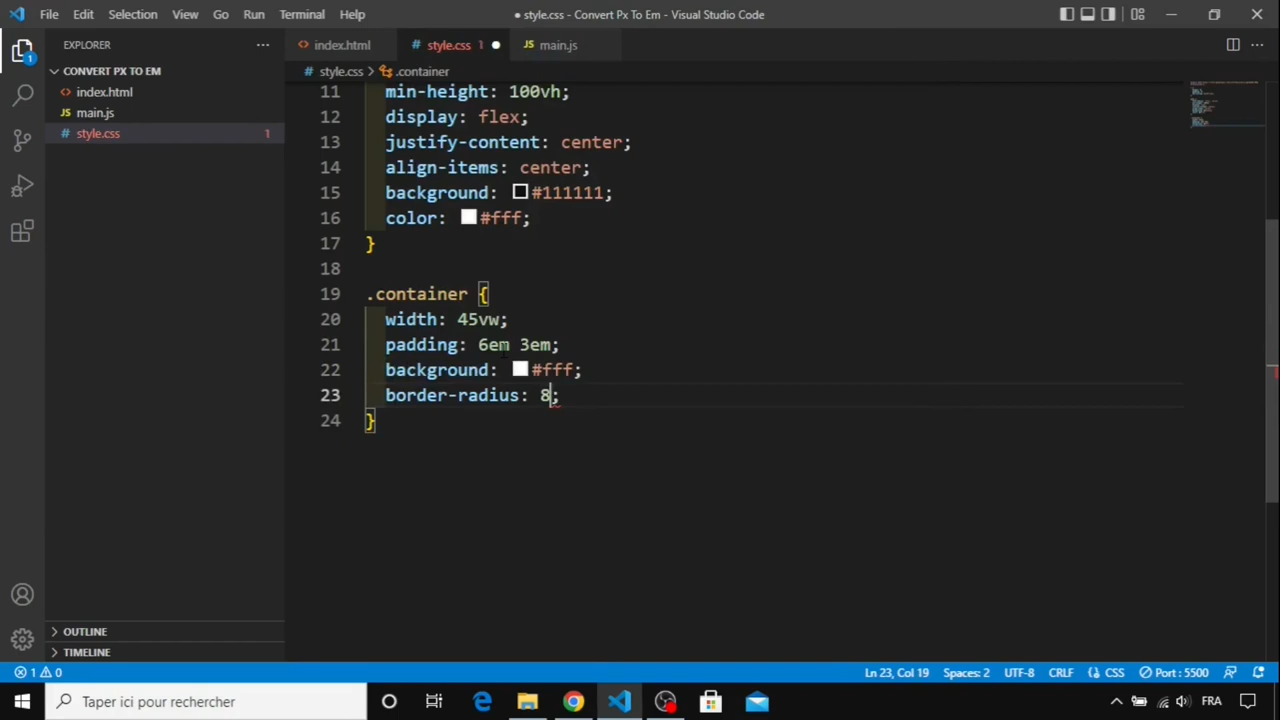 File Edit Selection View Go Run Terminal Help
● style.css - Convert Px To Em - Visual Studio Code
EXPLORER
index.html
style.css 1
main.js
CONVERT PX TO EM
style.css > .container
index.html
main.js
style.css 1
11 min-height: 100vh;
12 display: flex;
13 justify-content: center;
14 align-items: center;
15 background: #111111;
16 color: #fff;
17 }
18
19 .container {
20 width: 45vw;
21 padding: 6em 3em;
22 background: #fff;
23 border-radius: 8;
24 }
1
OUTLINE
TIMELINE
1 0 Ln 23, Col 19 Spaces: 2 UTF-8 CRLF CSS Port : 5500
Taper ici pour rechercher
FRA